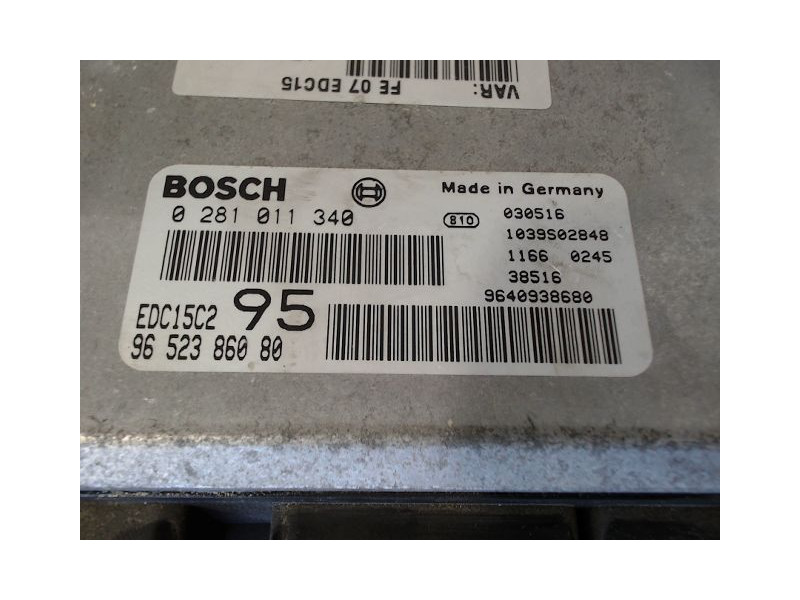 VAR:
FE 07 EDC15
BOSCH
Made in Germany
0 281 011 340
810
030516
1039S02848
1166 0245
38516
9640938680
EDC15C2
95
96 523 860 80